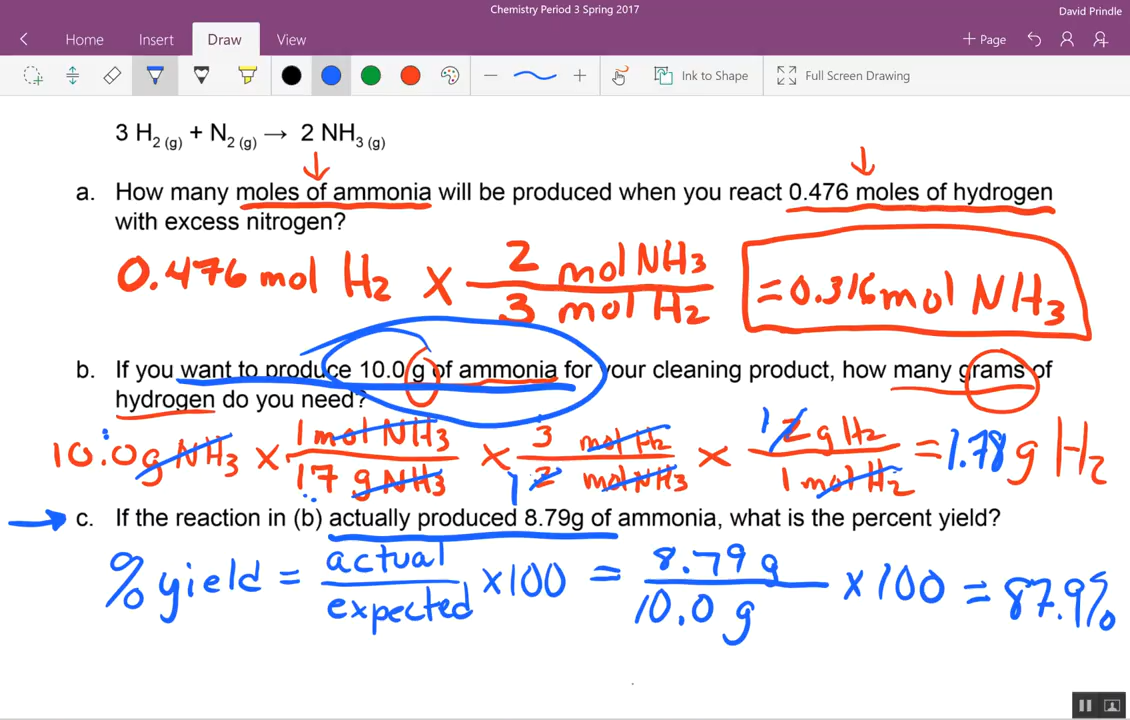 Chemistry Period 3 Spring 2017
David Prindle
Home Insert Draw View
+ Page
Ink to Shape
Full Screen Drawing
3 H₂ (g) + N₂ (g) → 2 NH₃ (g)
a. How many moles of ammonia will be produced when you react 0.476 moles of hydrogen
with excess nitrogen?
0.476 mol H₂ × 2 mol NH₃ / 3 mol H₂ = 0.316 mol NH₃
b. If you want to produce 10.0 g of ammonia for your cleaning product, how many grams of
hydrogen do you need?
10.0 g NH₃ × 1 mol NH₃ / 17 g NH₃ × 3 mol H₂ / 2 1 mol NH₃ × 1 2 g H₂ / 1 mol H₂ = 1.78 g H₂
c. If the reaction in (b) actually produced 8.79g of ammonia, what is the percent yield?
% yield = actual / expected × 100 = 8.79 g / 10.0 g × 100 = 87.9%